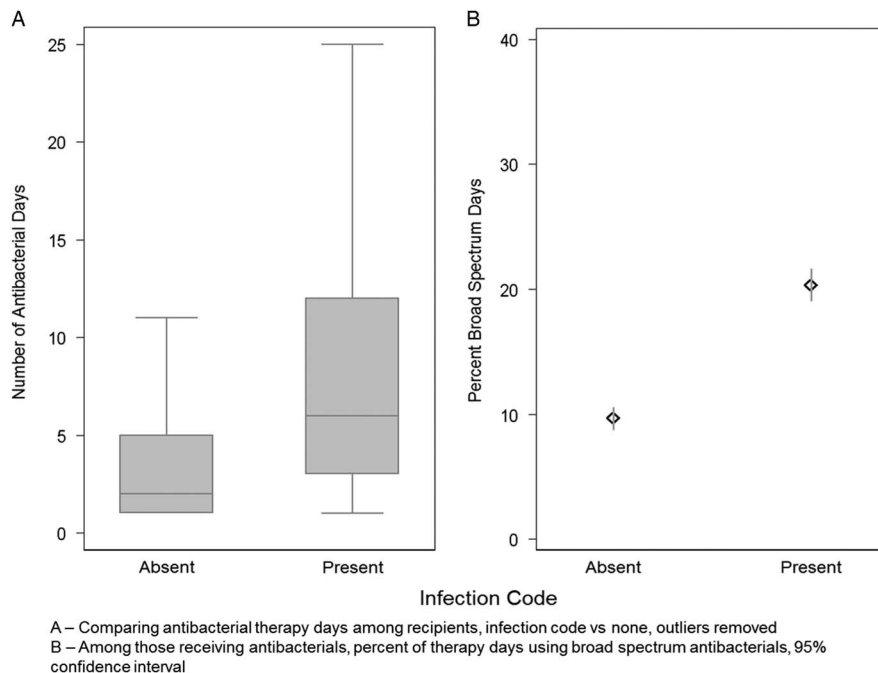 A
B
Number of Antibacterial Days
25
20
15
10
5
0
Absent
Present
Percent Broad Spectrum Days
40
30
20
10
0
Absent
Present
Infection Code
A – Comparing antibacterial therapy days among recipients, infection code vs none, outliers removed
B – Among those receiving antibacterials, percent of therapy days using broad spectrum antibacterials, 95%
confidence interval